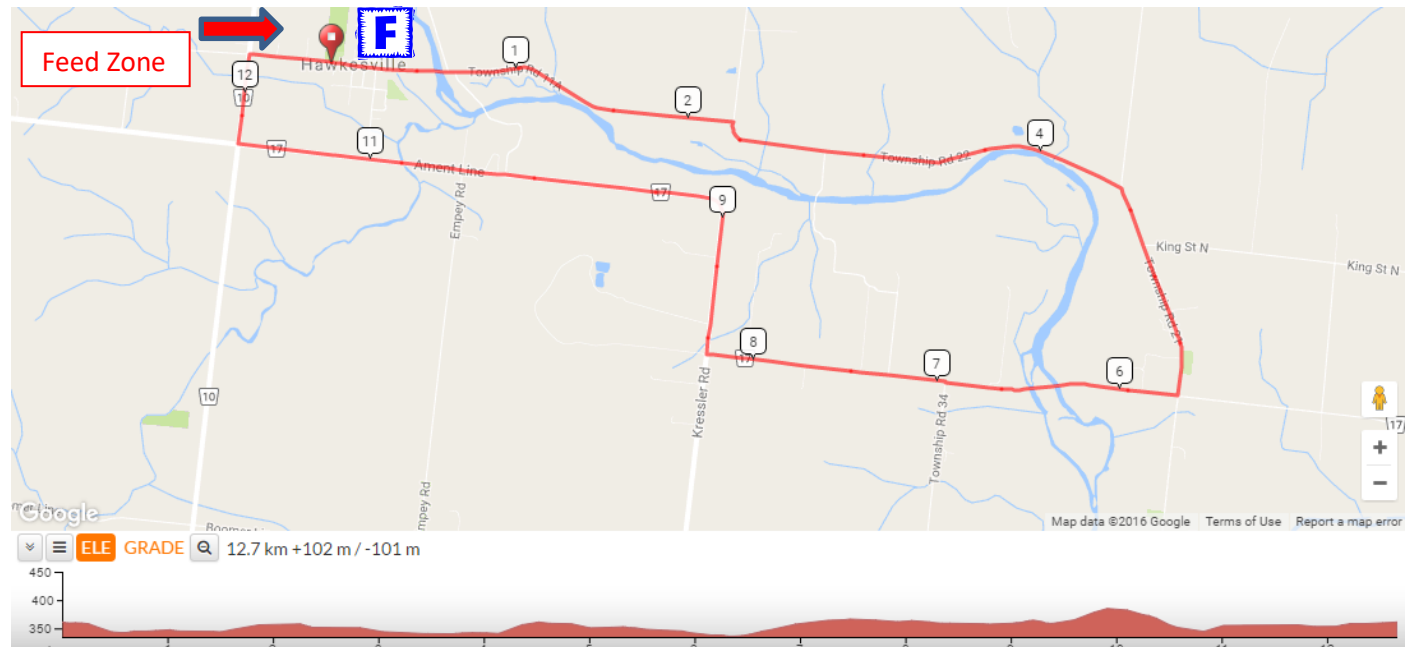 F
Feed Zone
Hawkesville
1
Township Rd 11A
12
10
2
4
11
17
Ament Line
Township Rd 22
Empey Rd
17
9
King St N
King St N
Township Rd 21
8
17
7
6
10
Kressler Rd
Township Rd 34
17
+
−
Google
Map data ©2016 Google Terms of Use Report a map error
ELE GRADE 12.7 km +102 m / -101 m
450
400
350